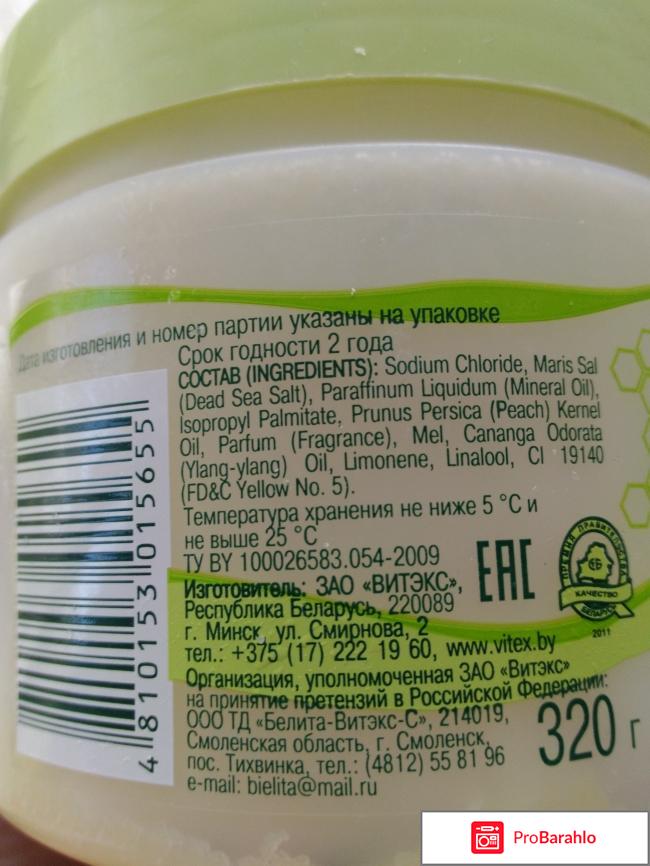 Дата изготовления и номер партии указаны на упаковке
Срок годности 2 года
СОСТАВ (INGREDIENTS): Sodium Chloride, Maris Sal
(Dead Sea Salt), Paraffinum Liquidum (Mineral Oil),
Isopropyl Palmitate, Prunus Persica (Peach) Kernel
Oil, Parfum (Fragrance), Mel, Cananga Odorata
(Ylang-ylang) Oil, Limonene, Linalool, CI 19140
(FD&C Yellow No. 5).
Температура хранения не ниже 5 °С и
не выше 25 °С
ТУ BY 100026583.054-2009
Изготовитель: ЗАО «ВИТЭКС»,
Республика Беларусь, 220089
г. Минск, ул. Смирнова, 2
тел.: +375 (17) 222 19 60, www.vitex.by
Организация, уполномоченная ЗАО «Витэкс»
на принятие претензий в Российской Федерации:
ООО ТД «Белита-Витэкс-С», 214019,
Смоленская область, г. Смоленск,
пос. Тихвинка, тел.: (4812) 55 81 96
e-mail: bielita@mail.ru
4 810153 015655
EAC
ПРЕМИЯ ПРАВИТЕЛЬСТВА
СБ
КАЧЕСТВО
БЕЛАРУСЬ
2011
320 г
ProBarahlo